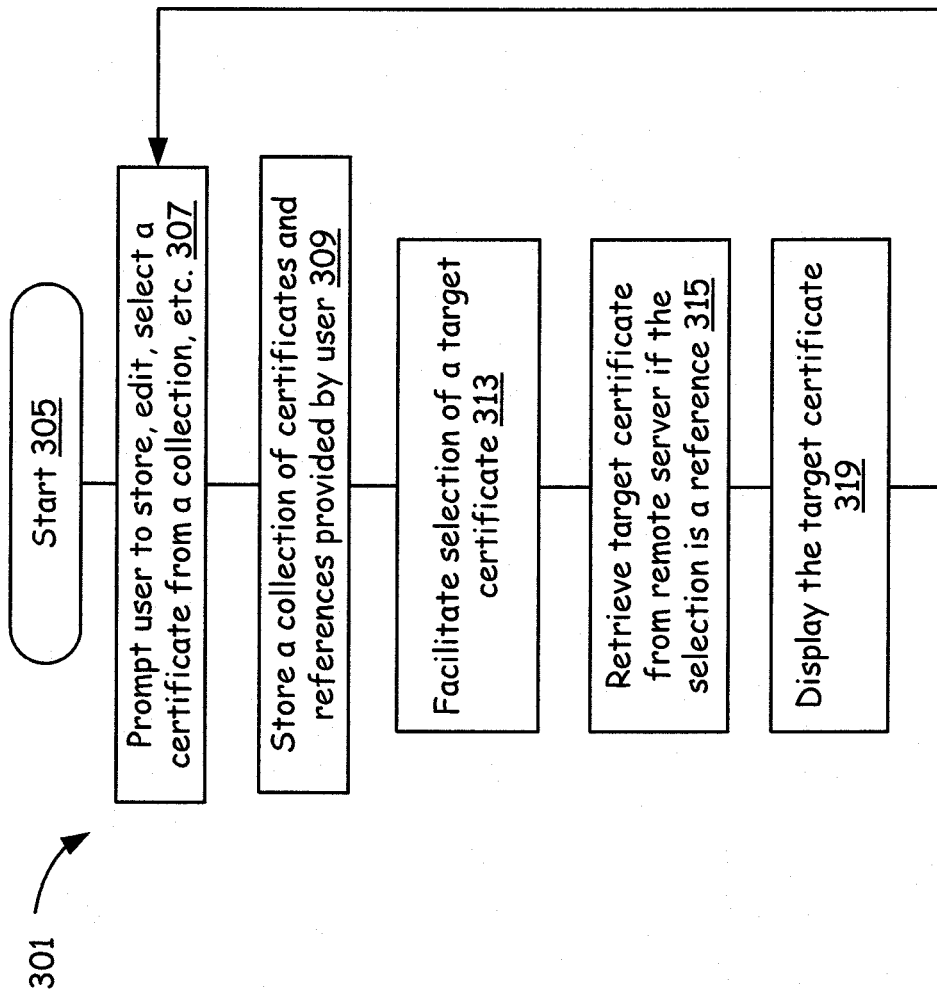 301
Start 305
Prompt user to store, edit, select a
certificate from a collection, etc. 307
Store a collection of certificates and
references provided by user 309
Facilitate selection of a target
certificate 313
Retrieve target certificate
from remote server if the
selection is a reference 315
Display the target certificate
319